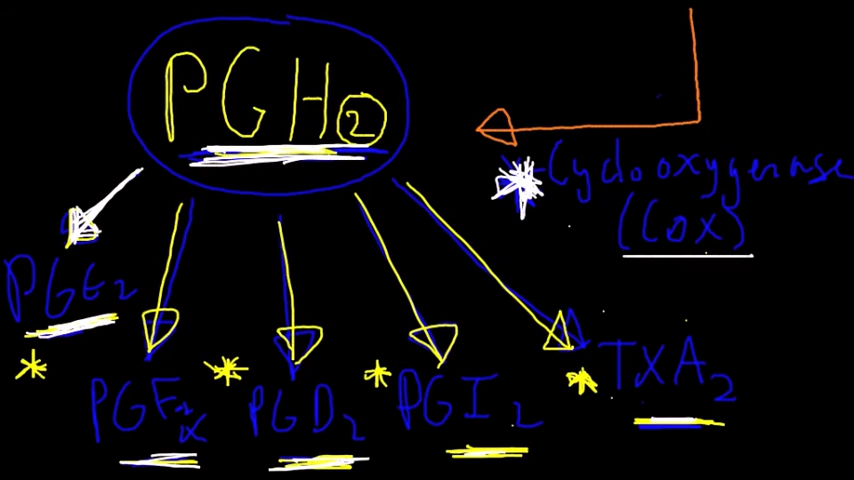 PGH2
Cyclooxygenase
(COX)
PGE2
TXA2
PGF2α
PGD2
PGI2